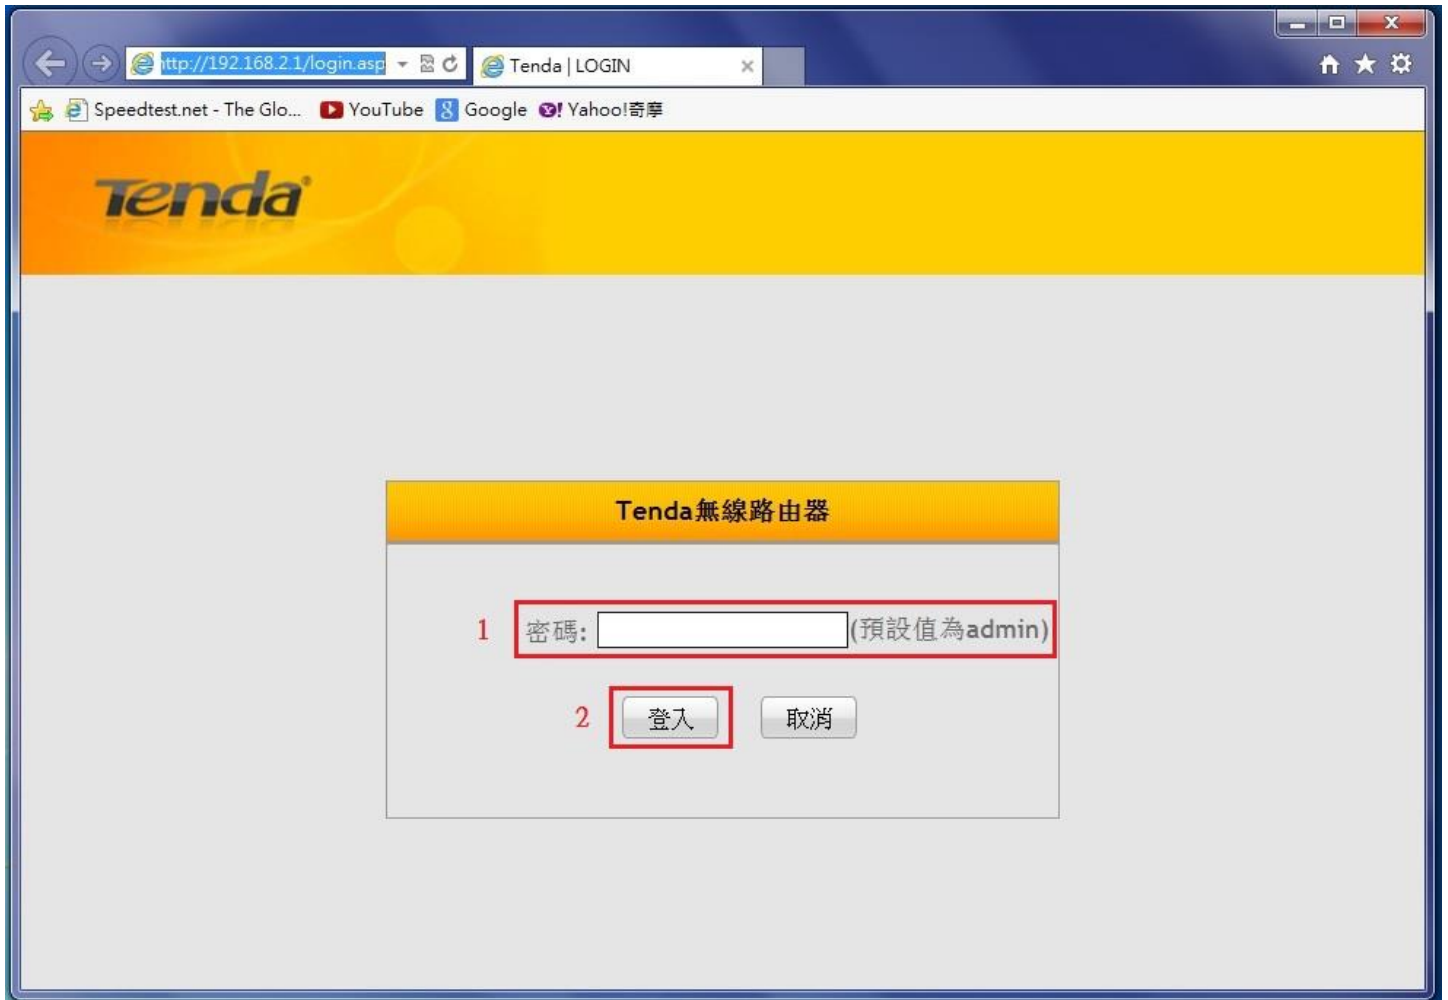 ttp://192.168.2.1/login.asp
Tenda | LOGIN
Speedtest.net - The Glo... YouTube Google Yahoo!奇摩
Tenda®
Tenda無線路由器
1 密碼: (預設值為admin)
2 登入 取消